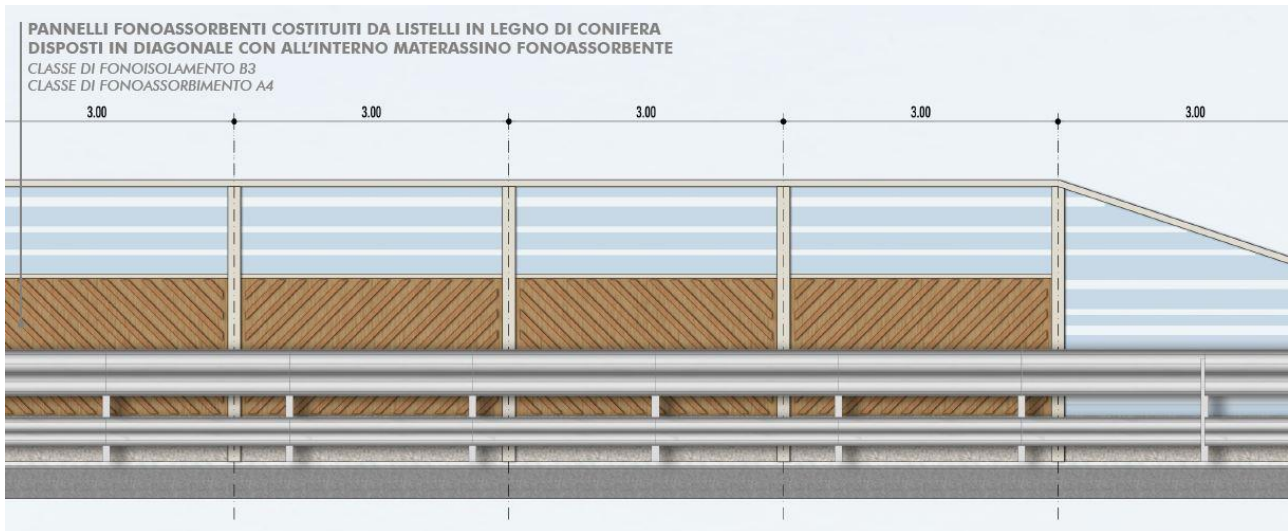 PANNELLI FONOASSORBENTI COSTITUITI DA LISTELLI IN LEGNO DI CONIFERA
DISPOSTI IN DIAGONALE CON ALL'INTERNO MATERASSINO FONOASSORBENTE
CLASSE DI FONOISOLAMENTO B3
CLASSE DI FONOASSORBIMENTO A4
3.00 3.00 3.00 3.00 3.00